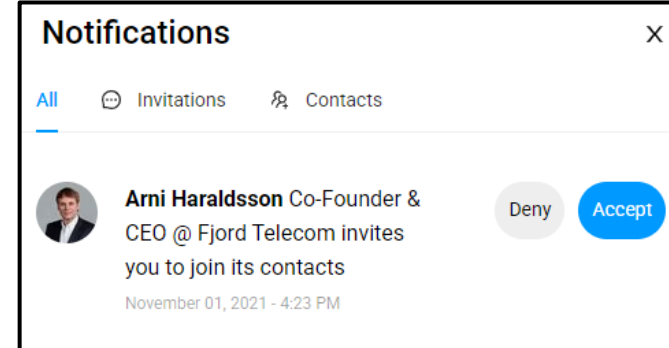 Notifications
X
All Invitations Contacts
Arni Haraldsson Co-Founder &
CEO @ Fjord Telecom invites
you to join its contacts
Deny Accept
November 01, 2021 - 4:23 PM